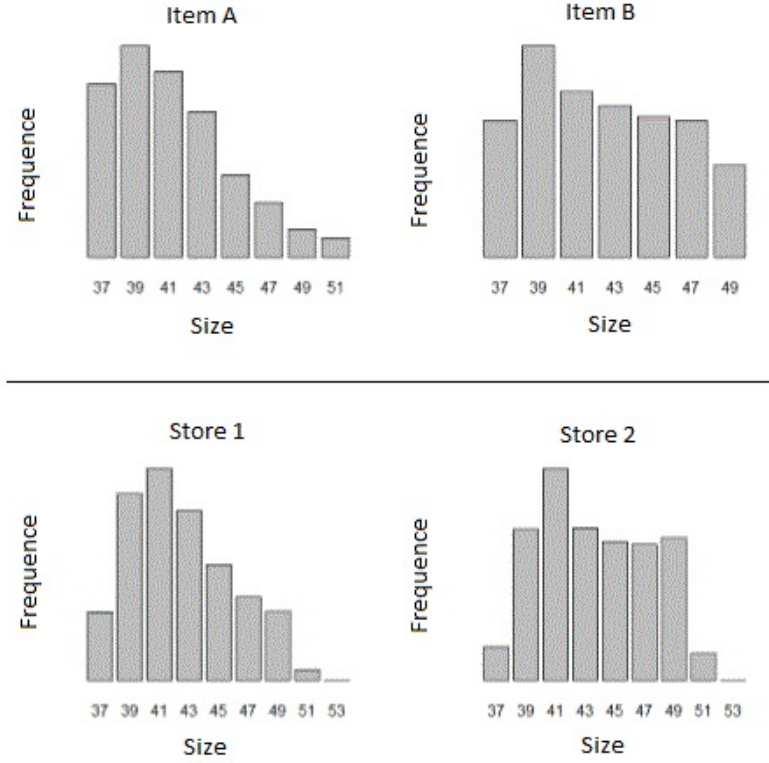 Item A
Frequence
37 39 41 43 45 47 49 51
Size
Item B
Frequence
37 39 41 43 45 47 49
Size
Store 1
Frequence
37 39 41 43 45 47 49 51 53
Size
Store 2
Frequence
37 39 41 43 45 47 49 51 53
Size